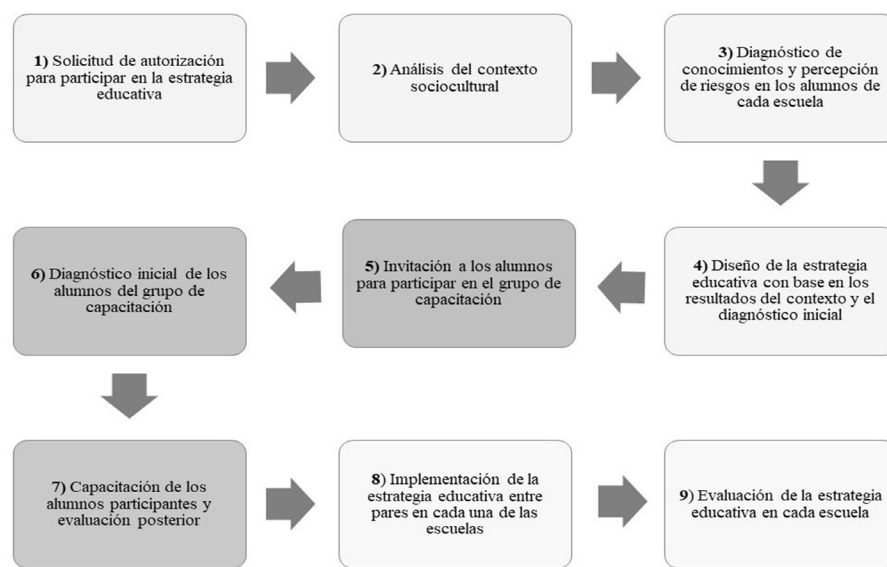 1) Solicitud de autorización
para participar en la estrategia
educativa
2) Análisis del contexto
sociocultural
3) Diagnóstico de
conocimientos y percepción
de riesgos en los alumnos de
cada escuela
4) Diseño de la estrategia
educativa con base en los
resultados del contexto y el
diagnóstico inicial
5) Invitación a los alumnos
para participar en el grupo de
capacitación
6) Diagnóstico inicial de los
alumnos del grupo de
capacitación
7) Capacitación de los
alumnos participantes y
evaluación posterior
8) Implementación de la
estrategia educativa entre
pares en cada una de las
escuelas
9) Evaluación de la estrategia
educativa en cada escuela